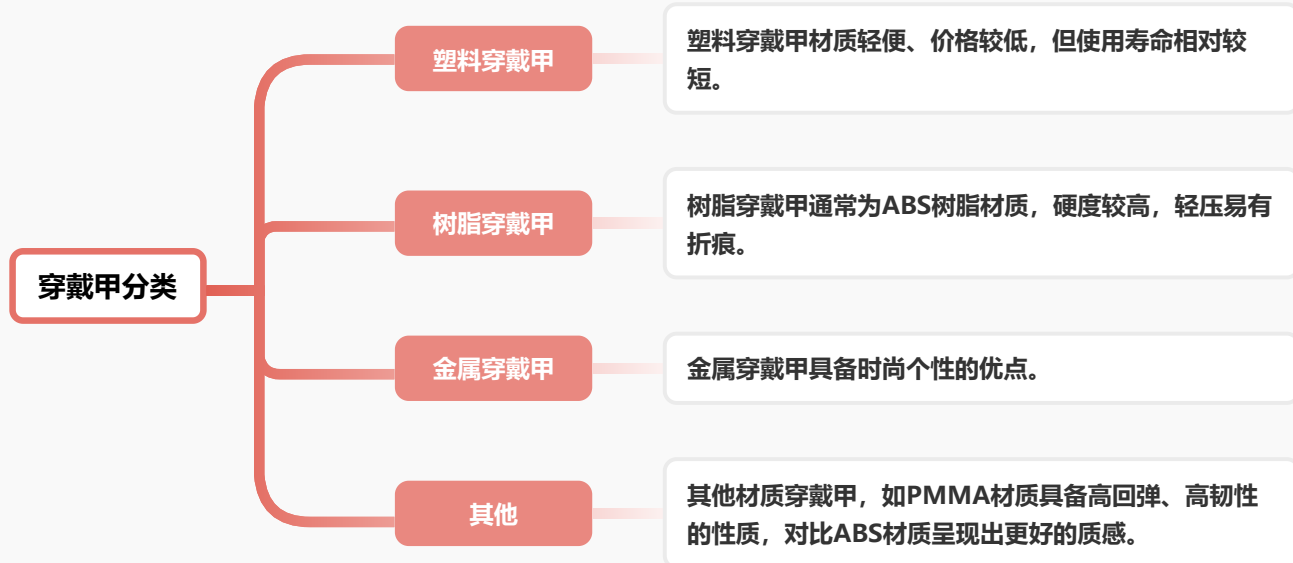 穿戴甲分类
塑料穿戴甲
塑料穿戴甲材质轻便、价格较低，但使用寿命相对较
短。
树脂穿戴甲
树脂穿戴甲通常为ABS树脂材质，硬度较高，轻压易有
折痕。
金属穿戴甲
金属穿戴甲具备时尚个性的优点。
其他
其他材质穿戴甲，如PMMA材质具备高回弹、高韧性
的性质，对比ABS材质呈现出更好的质感。